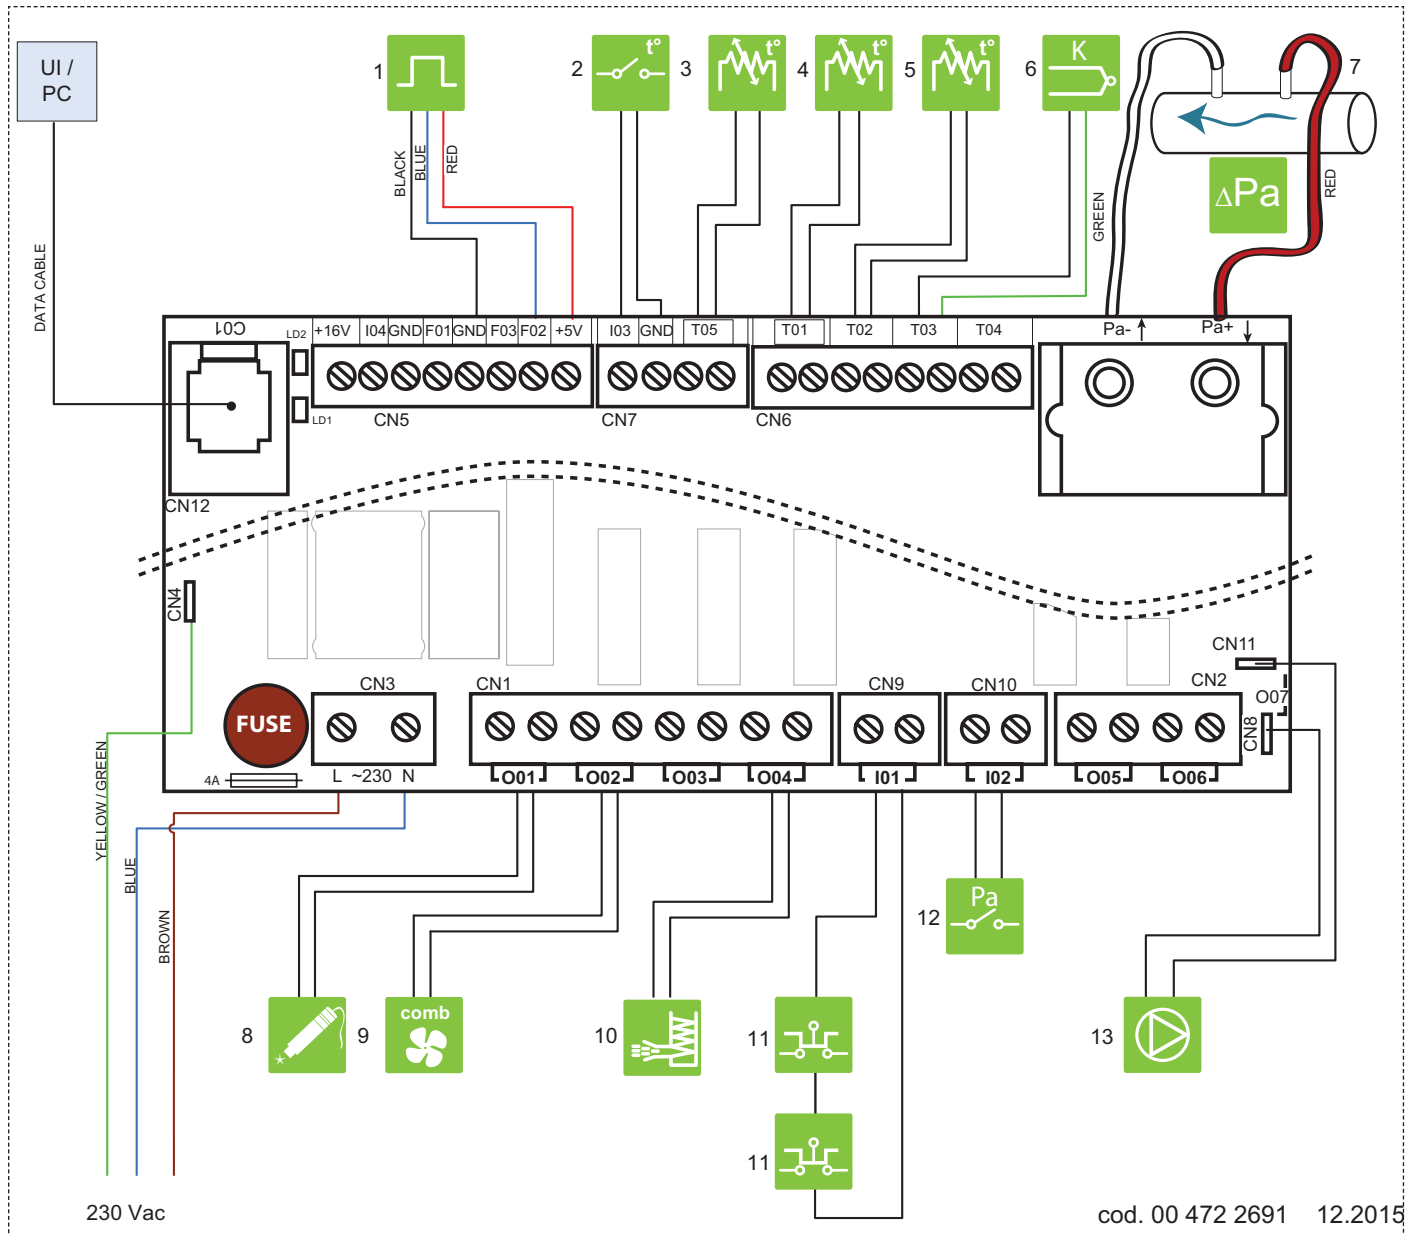 UI /
PC
1
2
t°
3
t°
4
t°
5
t°
6
K
7
BLACK
BLUE
RED
GREEN
RED
ΔPa
DATA CABLE
C01
LD2
+16V I04 GND F01 GND F03 F02 +5V
I03 GND T05
T01 T02 T03 T04
Pa-
Pa+
LD1
CN5
CN7
CN6
CN12
CN4
CN11
CN3
CN1
CN9
CN10
CN2
O07
CN8
FUSE
4A
L ~230 N
O01
O02
O03
O04
I01
I02
O05
O06
YELLOW / GREEN
BLUE
BROWN
Pa
12
8
9
comb
10
11
13
11
230 Vac
cod. 00 472 2691 12.2015